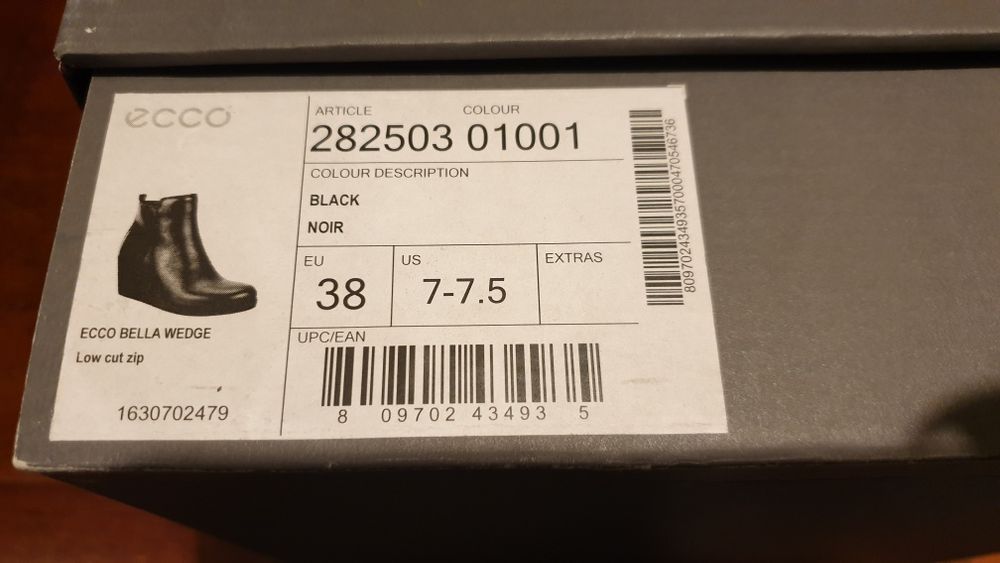 ecco
ARTICLE COLOUR
282503 01001
COLOUR DESCRIPTION
BLACK
NOIR
EU
38
US
7-7.5
EXTRAS
ECCO BELLA WEDGE
Low cut zip
1630702479
UPC/EAN
8 09702 43493 5
8097024349357000470546736